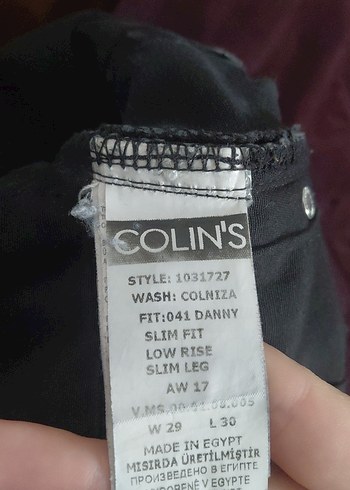 COLIN'S
STYLE: 1031727
WASH: COLNIZA
FIT:041 DANNY
SLIM FIT
LOW RISE
SLIM LEG
AW 17
W 29 L 30
MADE IN EGYPT
MISIRDA ÜRETİLMİŞTİR
ПРОИЗВЕДЕНО В ЕГИПТЕ